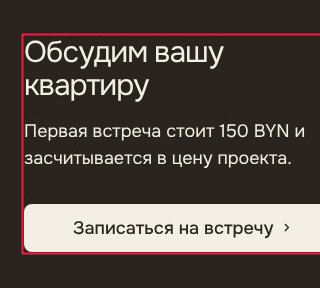 Обсудим вашу
квартиру
Первая встреча стоит 150 BYN и
засчитывается в цену проекта.
Записаться на встречу ›